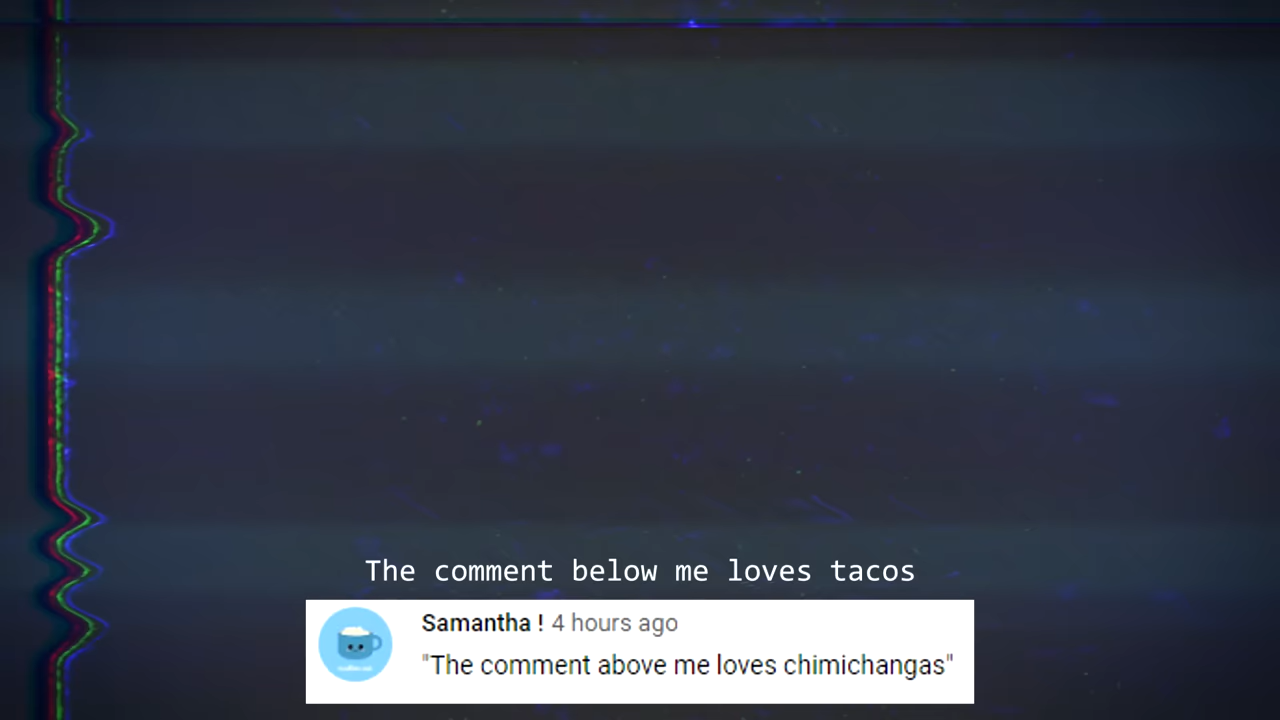 The comment below me loves tacos
Samantha ! 4 hours ago
"The comment above me loves chimichangas"